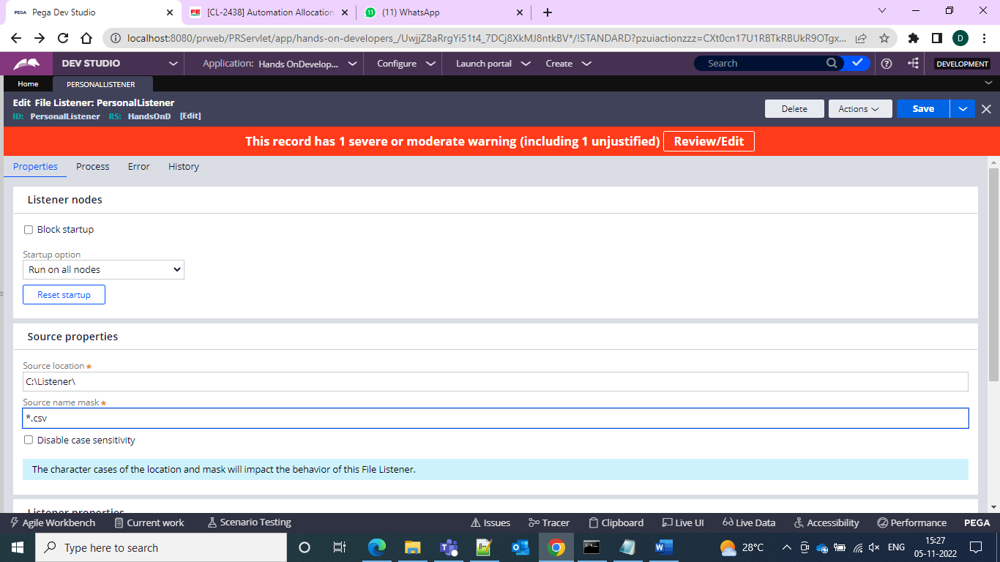 PEGA Pega Dev Studio
FE [CL-2438] Automation Allocation
11 (11) WhatsApp
localhost:8080/prweb/PRServlet/app/hands-on-developers_/UwjjZ8aRrgYi51t4_7DCj8XkMJ8ntkBV*/!STANDARD?pzuiactionzzz=CXt0cn17U1RBTkRBUkR9OTgx...
D
DEV STUDIO
Application: Hands OnDevelop...
Configure
Launch portal
Create
Search
DEVELOPMENT
Home
PERSONALLISTENER
Edit File Listener: PersonalListener
ID: PersonalListener RS: HandsOnD [Edit]
Delete
Actions
Save
This record has 1 severe or moderate warning (including 1 unjustified) Review/Edit
Properties Process Error History
Listener nodes
Block startup
Startup option
Run on all nodes
Reset startup
Source properties
Source location *
C:\Listener\
Source name mask *
*.csv
Disable case sensitivity
The character cases of the location and mask will impact the behavior of this File Listener.
Listener properties
Agile Workbench Current work Scenario Testing Issues Tracer Clipboard Live UI Live Data Accessibility Performance PEGA
Type here to search
28°C
ENG
15:27
05-11-2022